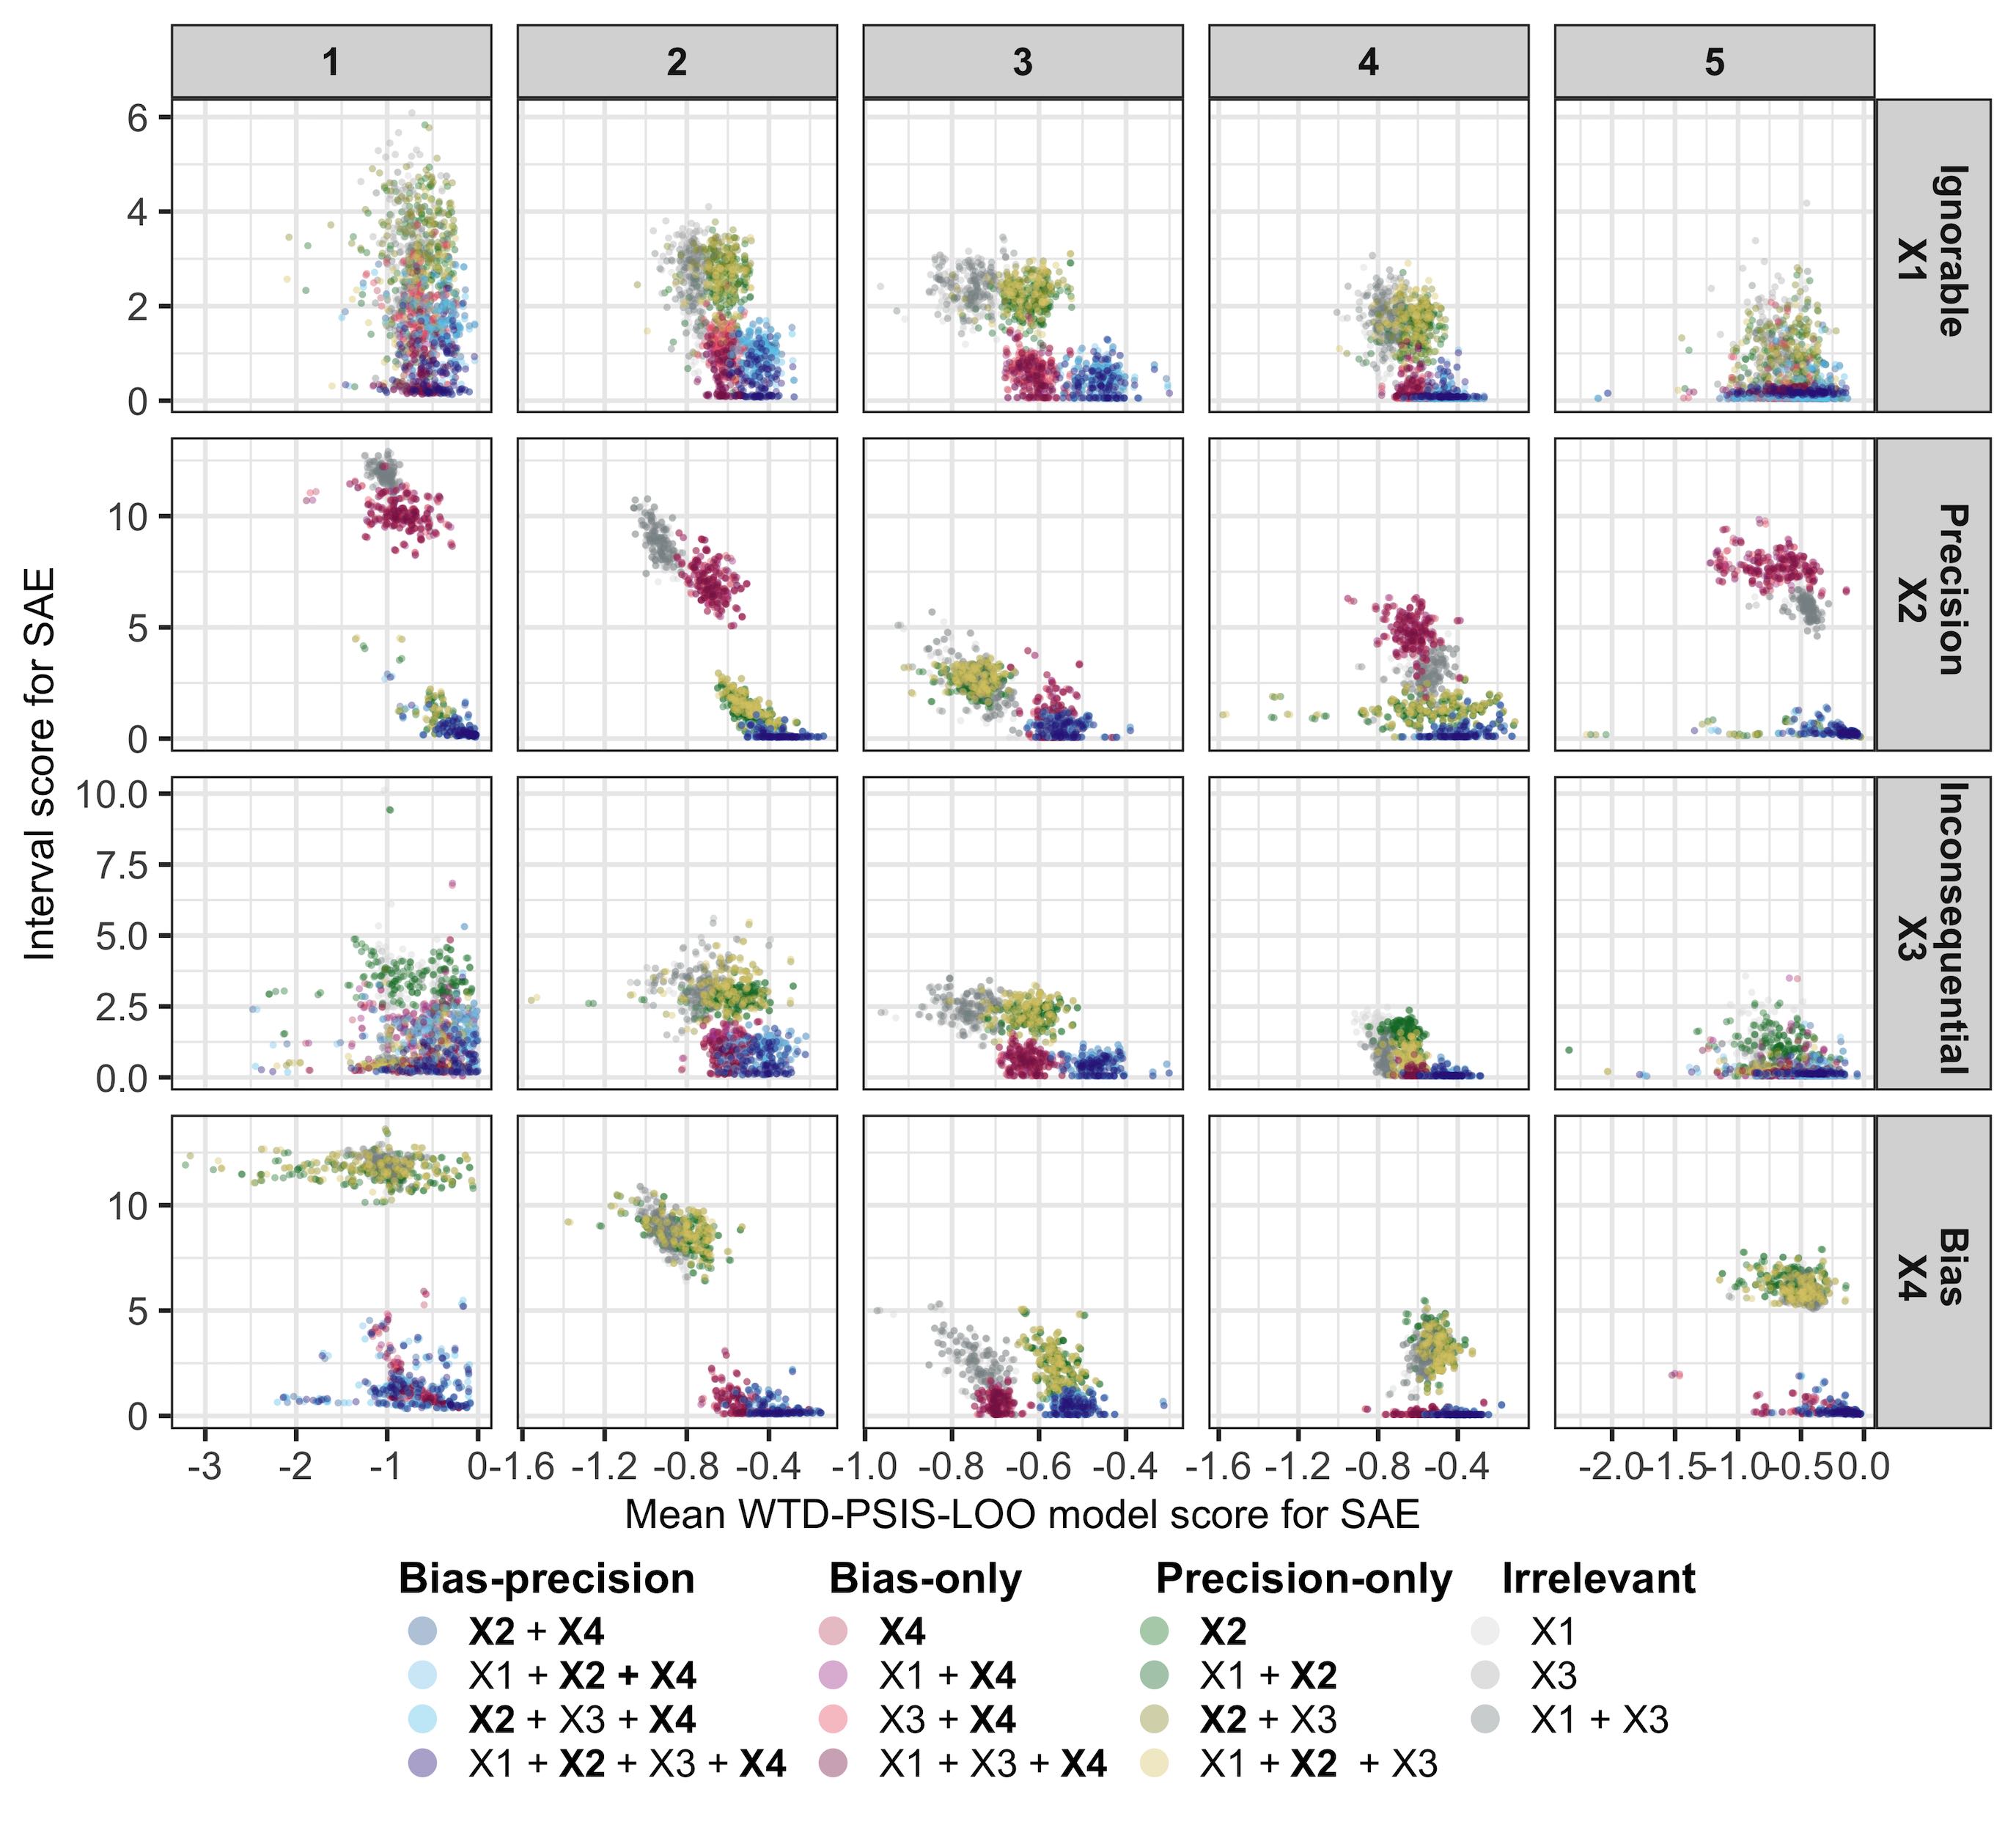 1 2 3 4 5
6
4
2
0
Ignorable
X1
10
5
0
Precision
X2
10.0
7.5
5.0
2.5
0.0
Inconsequential
X3
10
5
0
Bias
X4
Interval score for SAE
-3 -2 -1 0 -1.6 -1.2 -0.8 -0.4 -1.0 -0.8 -0.6 -0.4 -1.6 -1.2 -0.8 -0.4 -2.0 -1.5 -1.0 -0.5 0.0
Mean WTD-PSIS-LOO model score for SAE
Bias-precision Bias-only Precision-only Irrelevant
X2 + X4 X4 X2 X1
X1 + X2 + X4 X1 + X4 X1 + X2 X3
X2 + X3 + X4 X3 + X4 X2 + X3 X1 + X3
X1 + X2 + X3 + X4 X1 + X3 + X4 X1 + X2 + X3